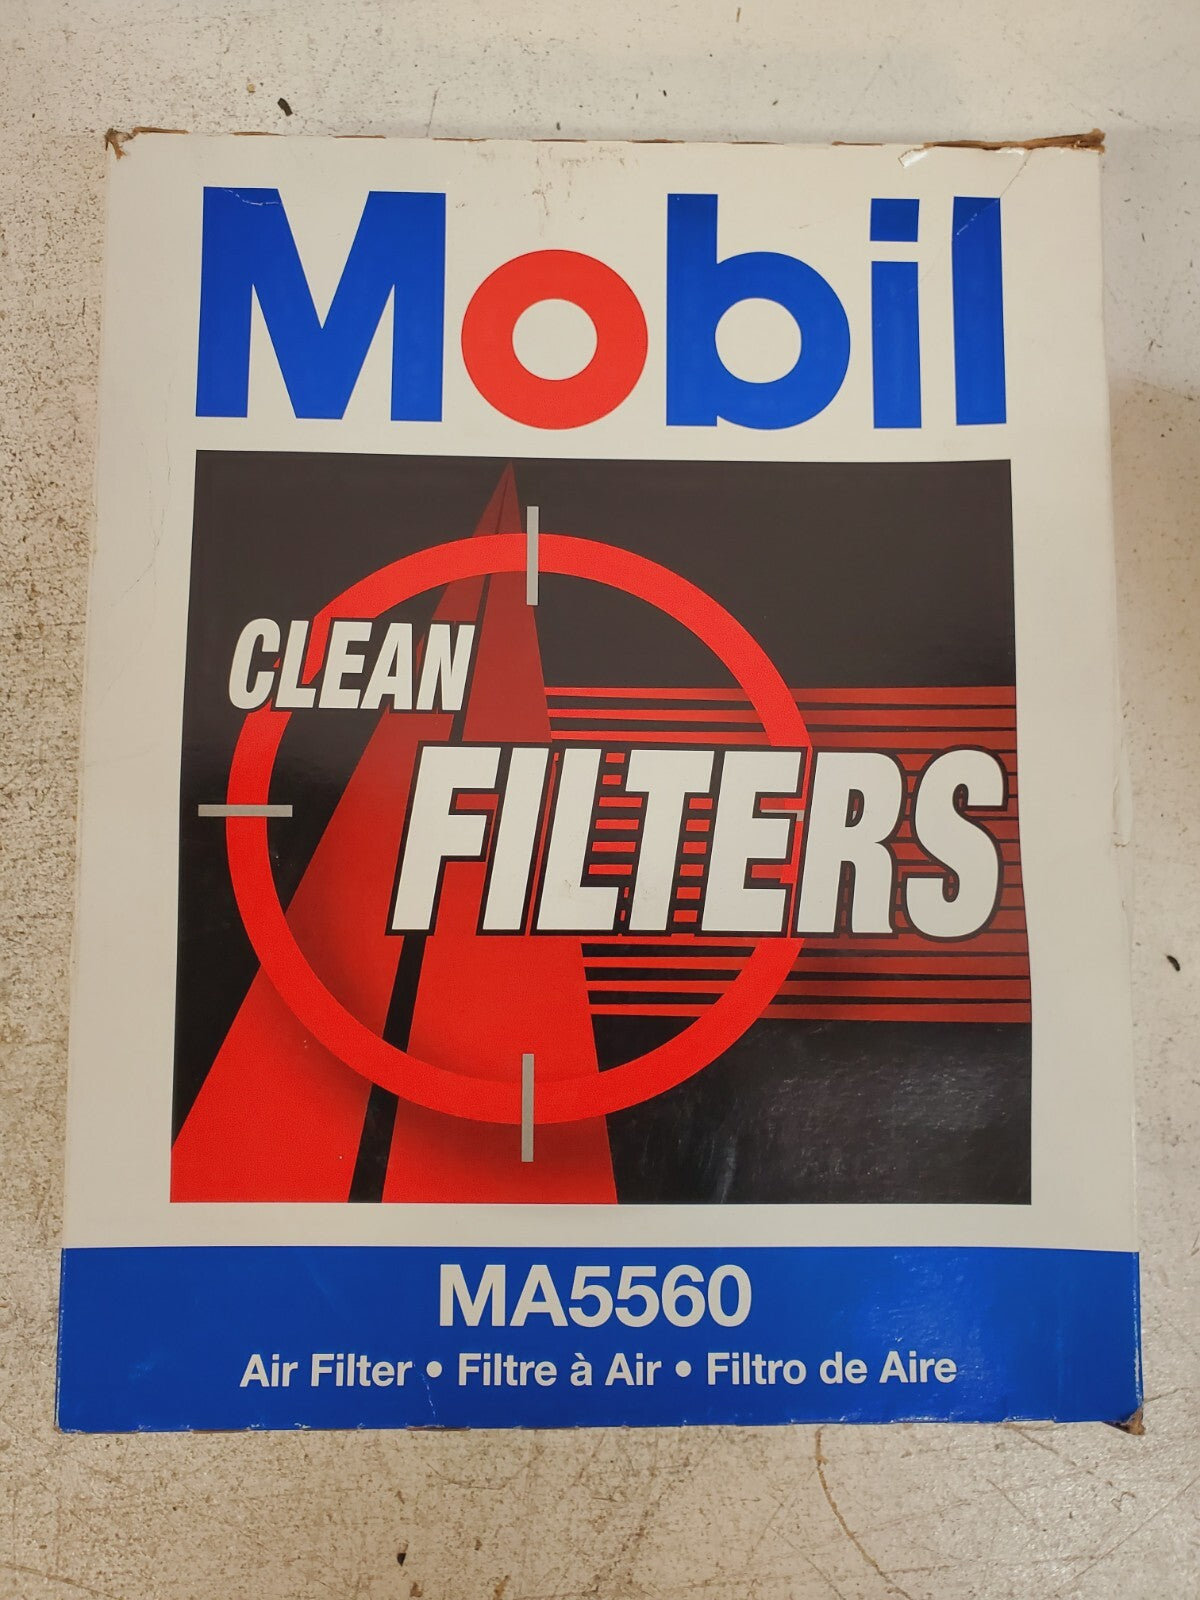 Mobil
CLEAN
FILTERS
MA5560
Air Filter • Filtre à Air • Filtro de Aire